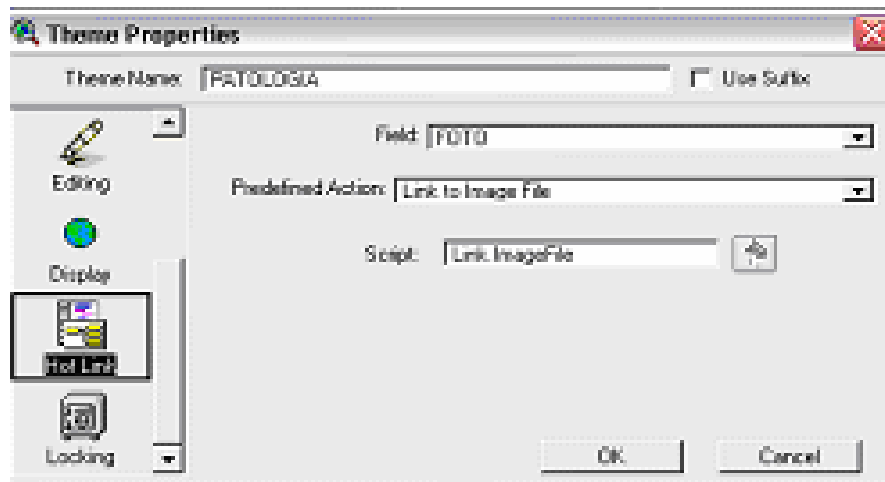 Theme Properties
Theme Name: PATOLOGIA Use Suffix
Editing
Display
Hot Link
Locking
Field: FOTO
Predefined Action: Link to Image File
Script: Link.ImageFile
OK Cancel